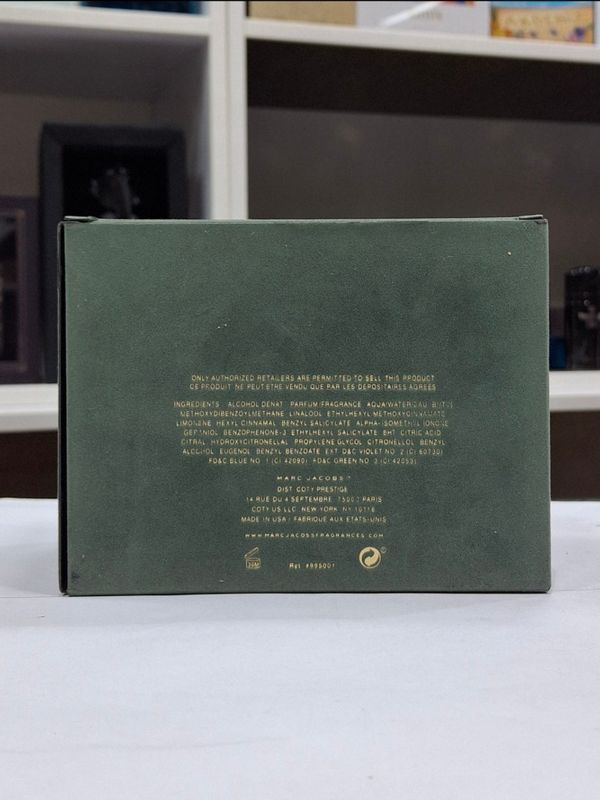 ONLY AUTHORIZED RETAILERS ARE PERMITTED TO SELL THIS PRODUCT
CE PRODUIT NE PEUT ETRE VENDU QUE PAR LES DEPOSITAIRES AGREES
INGREDIENTS ALCOHOL DENAT PARFUM/FRAGRANCE AQUA/WATER/EAU BUTYL
METHOXYDIBENZOYLMETHANE LINALOOL ETHYLHEXYL METHOXYCINNAMATE
LIMONENE HEXYL CINNAMAL BENZYL SALICYLATE ALPHA-ISOMETHYL IONONE
GERANIOL BENZOPHENONE-3 ETHYLHEXYL SALICYLATE BHT CITRIC ACID
CITRAL HYDROXYCITRONELLAL PROPYLENE GLYCOL CITRONELLOL BENZYL
ALCOHOL EUGENOL BENZYL BENZOATE EXT. D&C VIOLET NO 2 (CI 60730)
FD&C BLUE NO 1 (CI 42090) FD&C GREEN NO 3 (CI 42053)
MARC JACOBS
DIST. COTY PRESTIGE
14 RUE DU 4 SEPTEMBRE, 75002 PARIS
COTY US LLC, NEW YORK, NY 10118
MADE IN USA / FABRIQUE AUX ETATS-UNIS
WWW.MARCJACOBSFRAGRANCES.COM
Ref. #995001